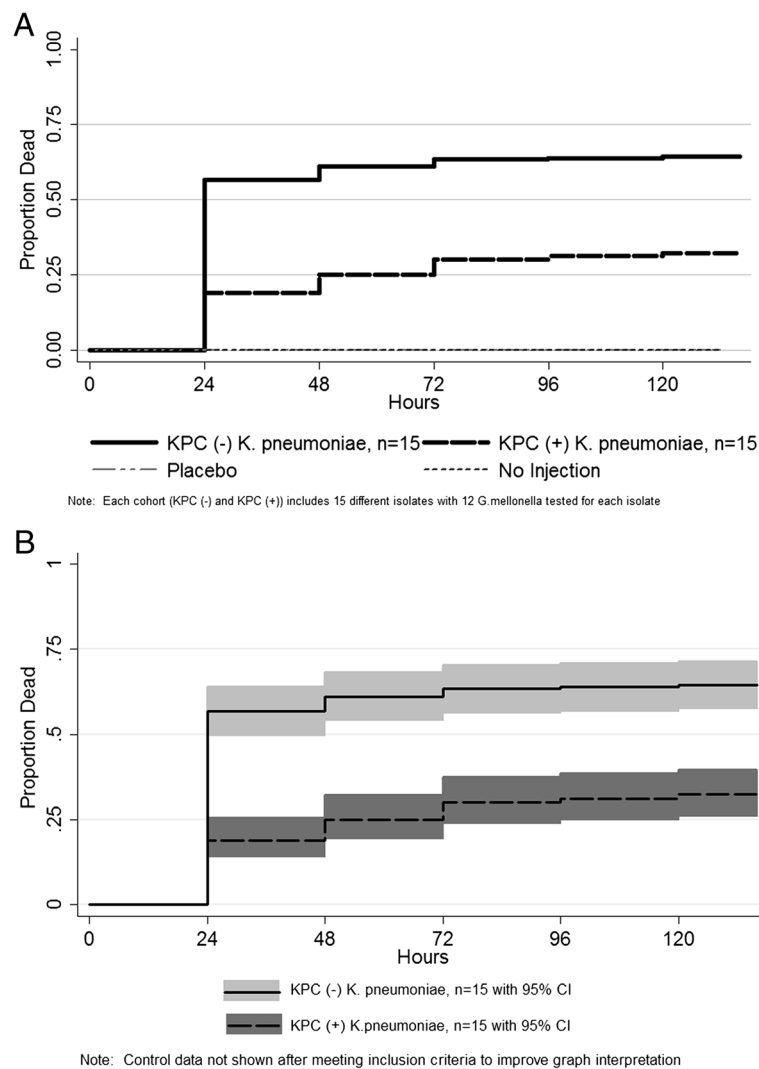 A
Proportion Dead
1.00
0.75
0.50
0.25
0.00
0 24 48 72 96 120
Hours
KPC (-) K. pneumoniae, n=15 KPC (+) K. pneumoniae, n=15
Placebo No Injection
Note: Each cohort (KPC (-) and KPC (+)) includes 15 different isolates with 12 G.mellonella tested for each isolate
B
Proportion Dead
1
.75
.5
.25
0
0 24 48 72 96 120
Hours
KPC (-) K. pneumoniae, n=15 with 95% CI
KPC (+) K.pneumoniae, n=15 with 95% CI
Note: Control data not shown after meeting inclusion criteria to improve graph interpretation